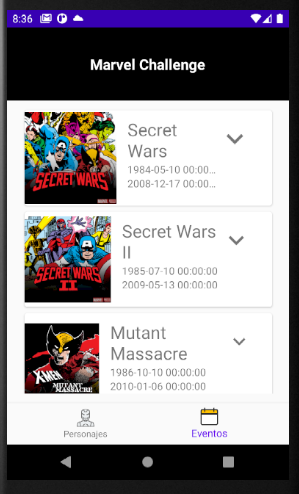 8:36
Marvel Challenge
SECRET WARS
Secret
Wars
1984-05-10 00:00...
2008-12-17 00:00...
SECRET WARS
II
Secret Wars
II
1985-07-10 00:00:00
2009-05-13 00:00:00
X-MEN
MUTANT
MASSACRE
Mutant
Massacre
1986-10-10 00:00:00
2010-01-06 00:00:00
Personajes
Eventos